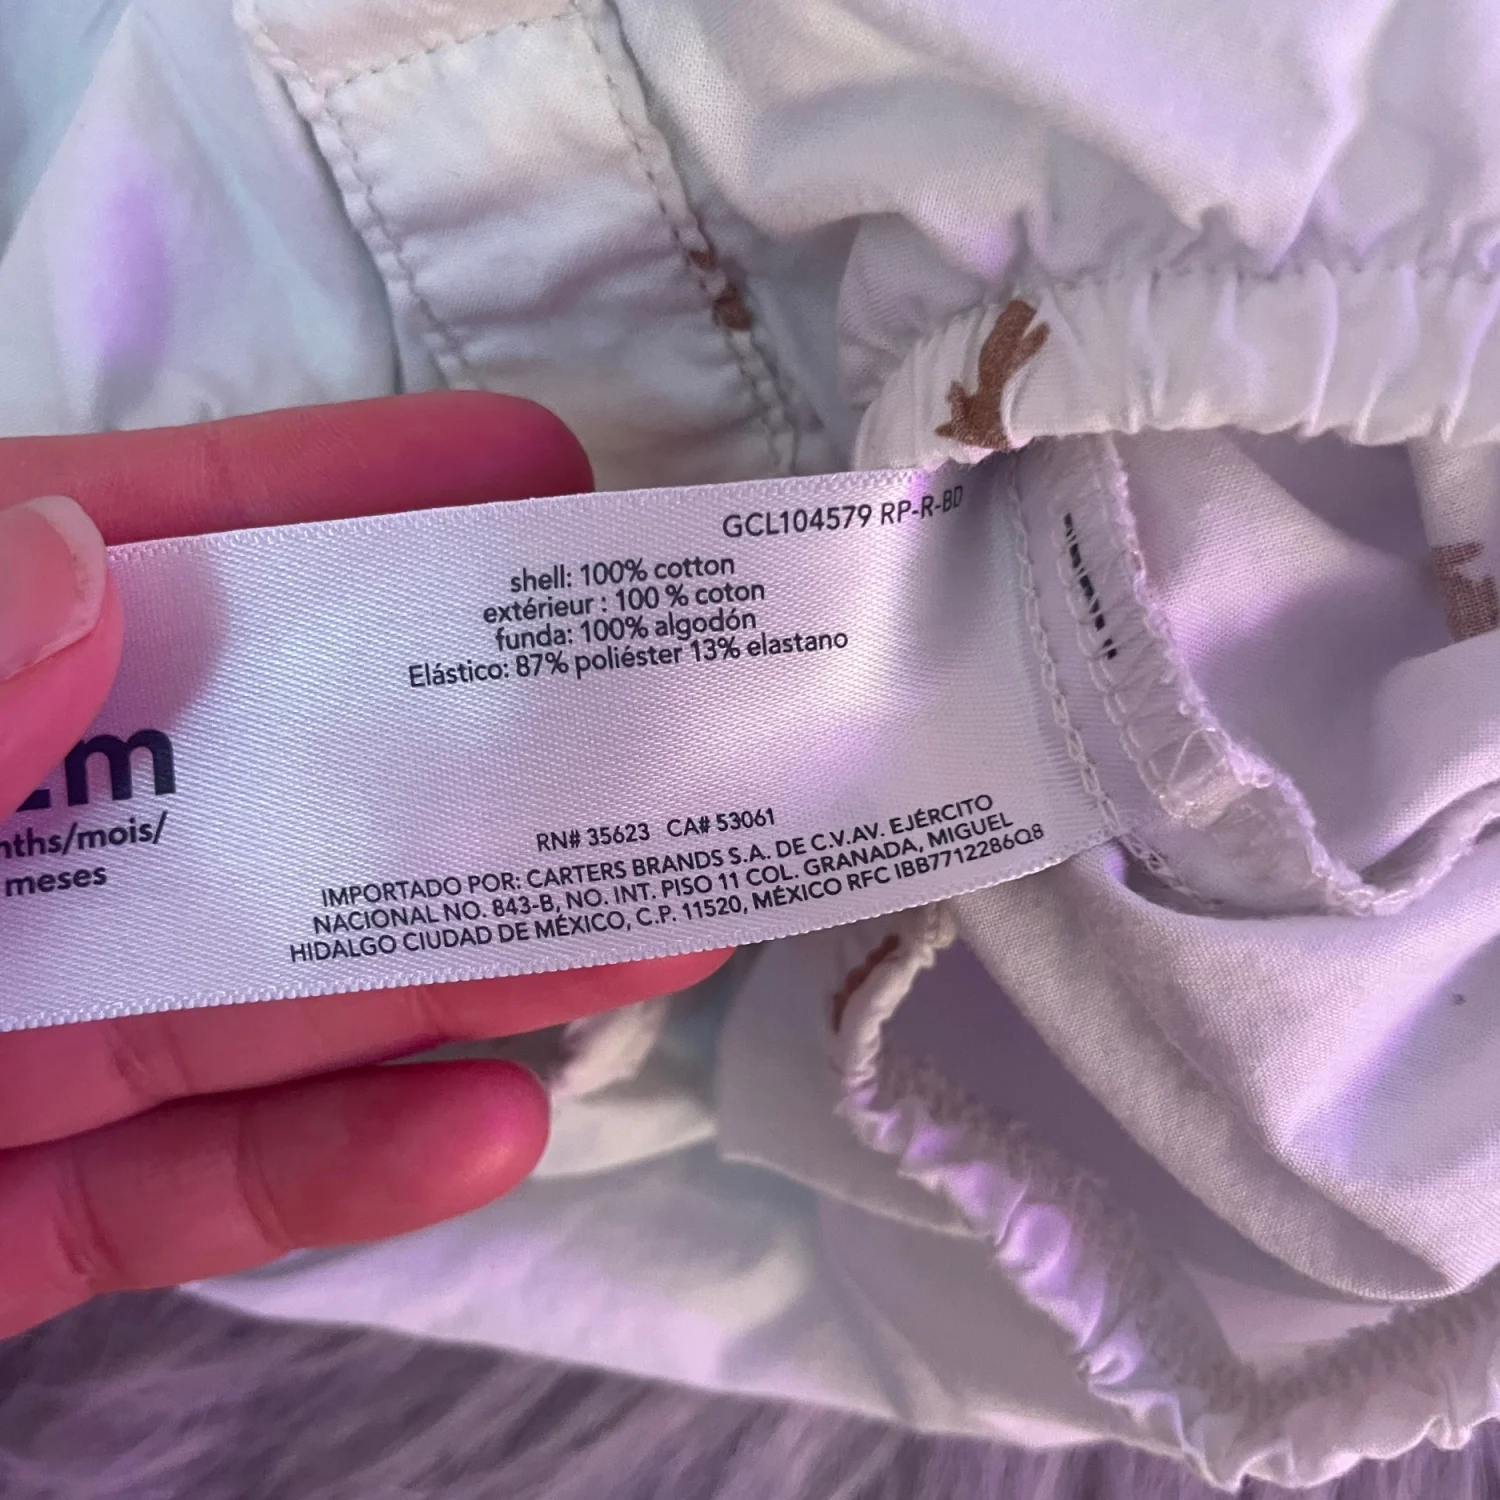 GCL104579 RP-R-BD
shell: 100% cotton
extérieur : 100 % coton
funda: 100% algodón
Elástico: 87% poliéster 13% elastano
m
nths/mois/
meses
RN# 35623 CA# 53061
IMPORTADO POR: CARTERS BRANDS S.A. DE C.V.AV. EJÉRCITO
NACIONAL NO. 843-B, NO. INT. PISO 11 COL. GRANADA, MIGUEL
HIDALGO CIUDAD DE MÉXICO, C.P. 11520, MÉXICO RFC IBB7712286Q8